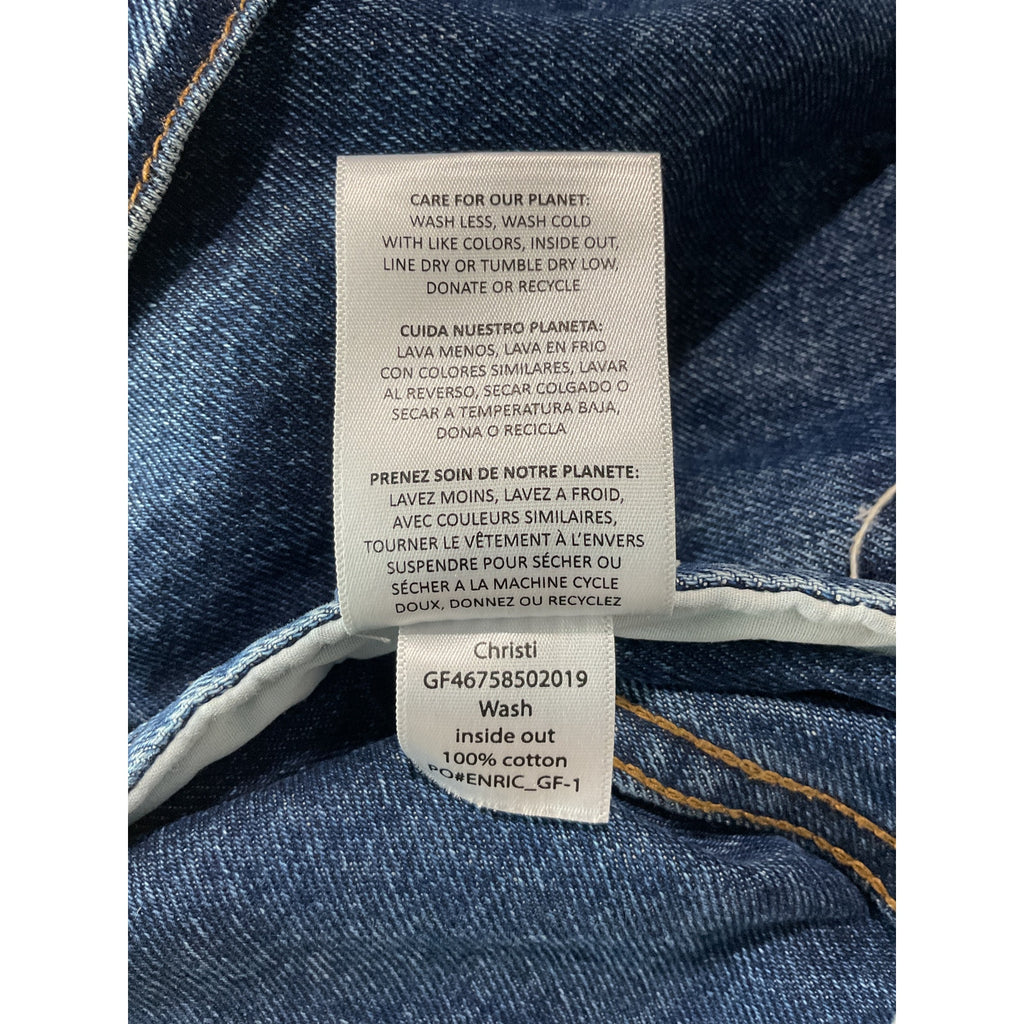 CARE FOR OUR PLANET:
WASH LESS, WASH COLD
WITH LIKE COLORS, INSIDE OUT,
LINE DRY OR TUMBLE DRY LOW,
DONATE OR RECYCLE
CUIDA NUESTRO PLANETA:
LAVA MENOS, LAVA EN FRIO
CON COLORES SIMILARES, LAVAR
AL REVERSO, SECAR COLGADO O
SECAR A TEMPERATURA BAJA,
DONA O RECICLA
PRENEZ SOIN DE NOTRE PLANETE:
LAVEZ MOINS, LAVEZ A FROID,
AVEC COULEURS SIMILAIRES,
TOURNER LE VÊTEMENT À L'ENVERS
SUSPENDRE POUR SÉCHER OU
SÉCHER A LA MACHINE CYCLE
DOUX, DONNEZ OU RECYCLEZ
Christi
GF46758502019
Wash
inside out
100% cotton
PO#ENRIC_GF-1